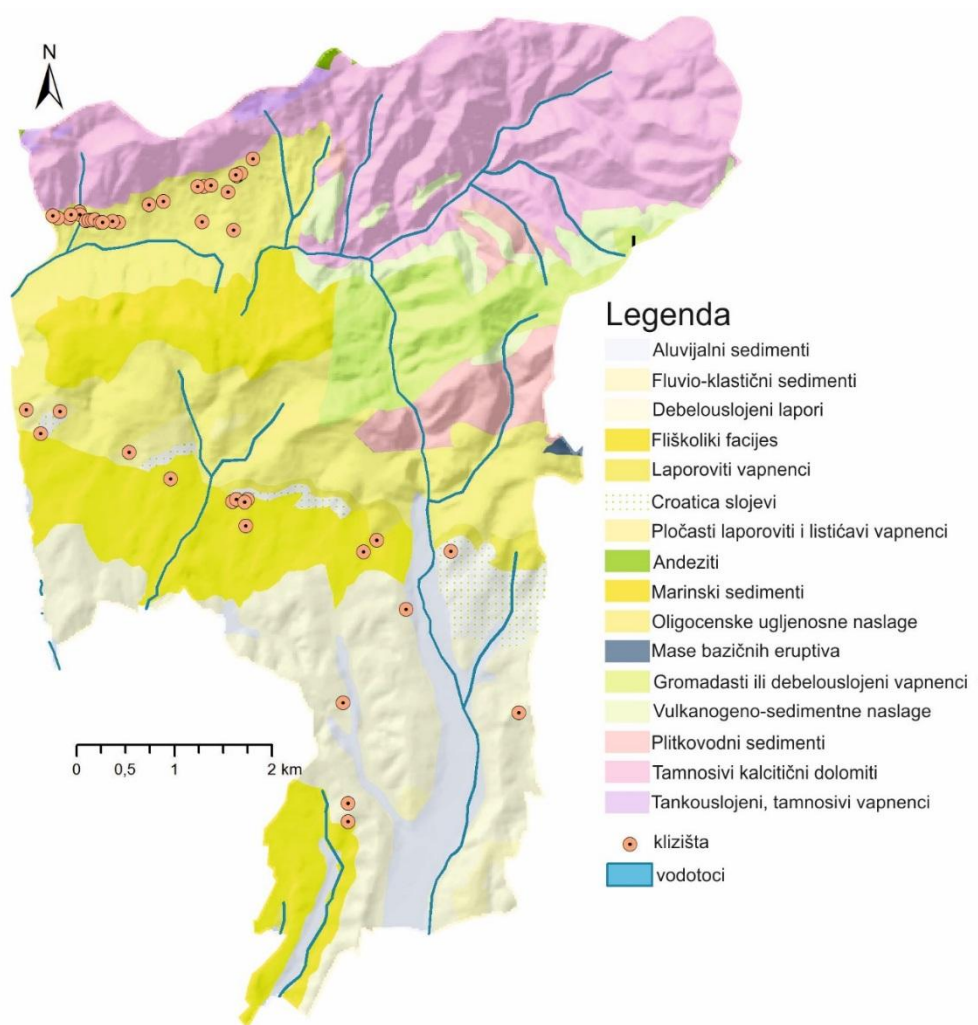 N
Legenda
Aluvijalni sedimenti
Fluvio-klastični sedimenti
Debelouslojeni lapori
Fliškoliki facijes
Laporoviti vapnenci
Croatica slojevi
Pločasti laporoviti i listićavi vapnenci
Andeziti
Marinski sedimenti
Oligocenske ugljenosne naslage
Mase bazičnih eruptiva
Gromadasti ili debelouslojeni vapnenci
Vulkanogeno-sedimentne naslage
Plitkovodni sedimenti
Tamnosivi kalcitični dolomiti
Tankouslojeni, tamnosivi vapnenci
klizišta
vodotoci
0 0,5 1 2 km